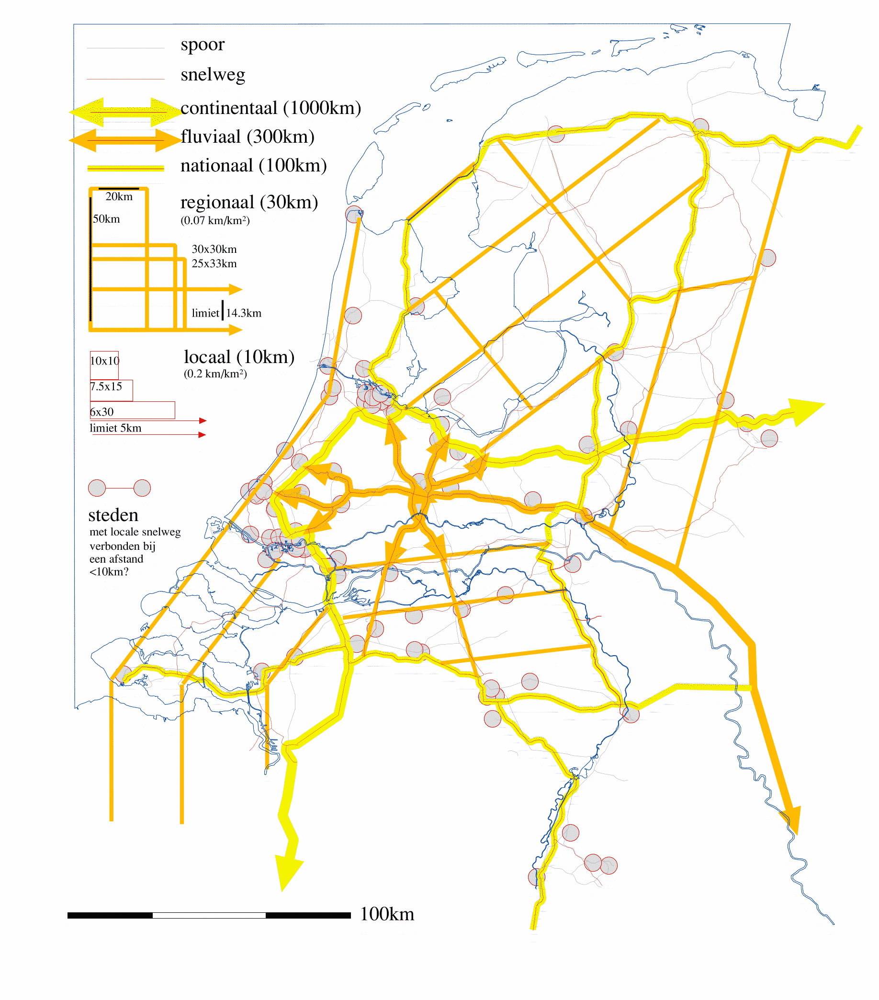 spoor
snelweg
continentaal (1000km)
fluviaal (300km)
nationaal (100km)
20km
regionaal (30km)
50km
(0.07 km/km²)
30x30km
25x33km
limiet 14.3km
locaal (10km)
10x10
(0.2 km/km²)
7.5x15
6x30
limiet 5km
steden
met locale snelweg
verbonden bij
een afstand
<10km?
100km